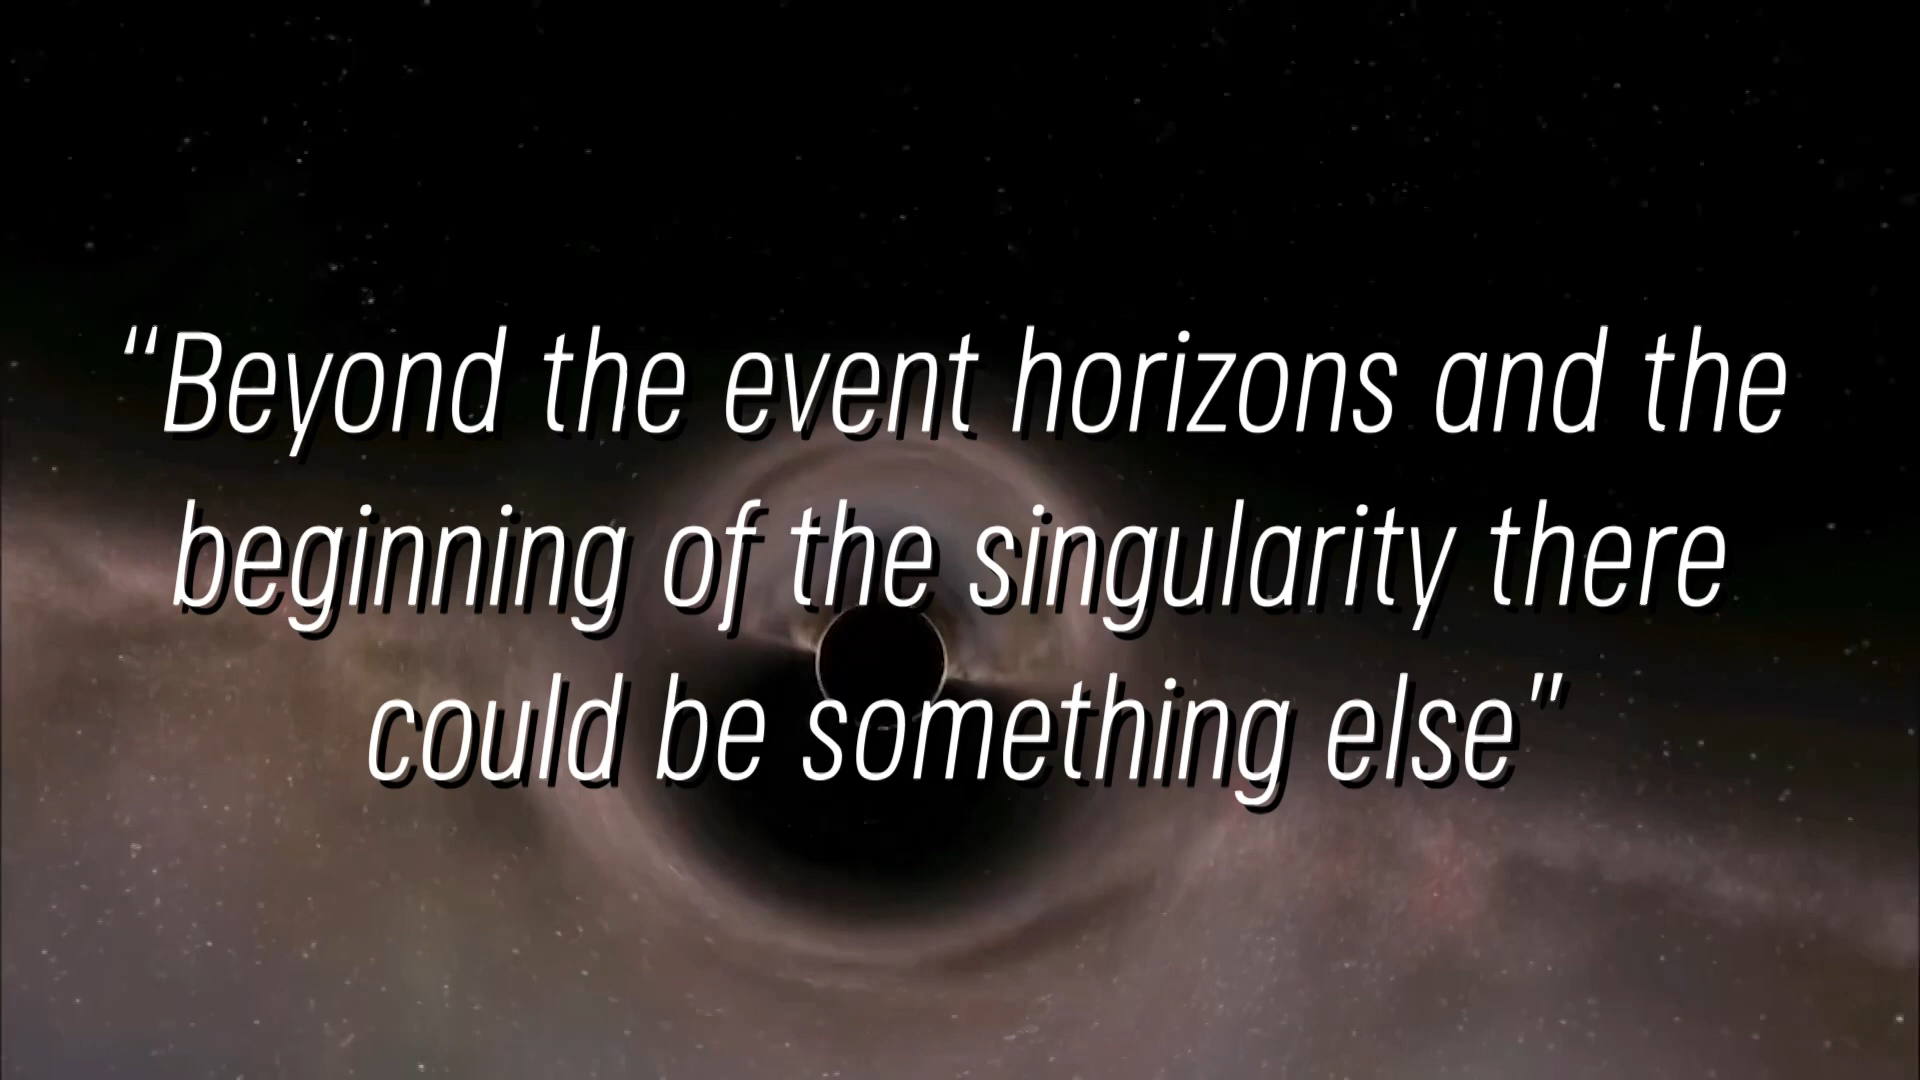 “Beyond the event horizons and the
beginning of the singularity there
could be something else”